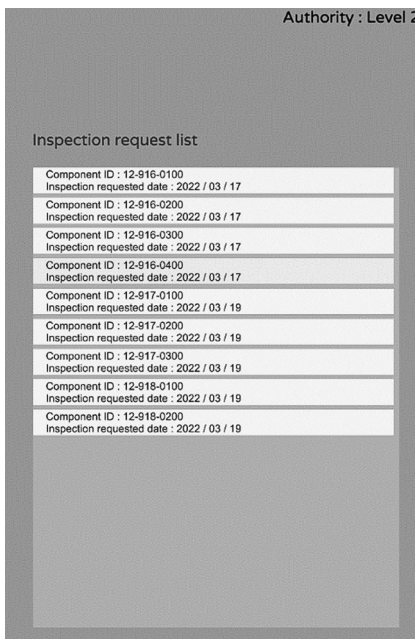 Authority : Level 2
Inspection request list
Component ID : 12-916-0100
Inspection requested date : 2022 / 03 / 17
Component ID : 12-916-0200
Inspection requested date : 2022 / 03 / 17
Component ID : 12-916-0300
Inspection requested date : 2022 / 03 / 17
Component ID : 12-916-0400
Inspection requested date : 2022 / 03 / 17
Component ID : 12-917-0100
Inspection requested date : 2022 / 03 / 19
Component ID : 12-917-0200
Inspection requested date : 2022 / 03 / 19
Component ID : 12-917-0300
Inspection requested date : 2022 / 03 / 19
Component ID : 12-918-0100
Inspection requested date : 2022 / 03 / 19
Component ID : 12-918-0200
Inspection requested date : 2022 / 03 / 19